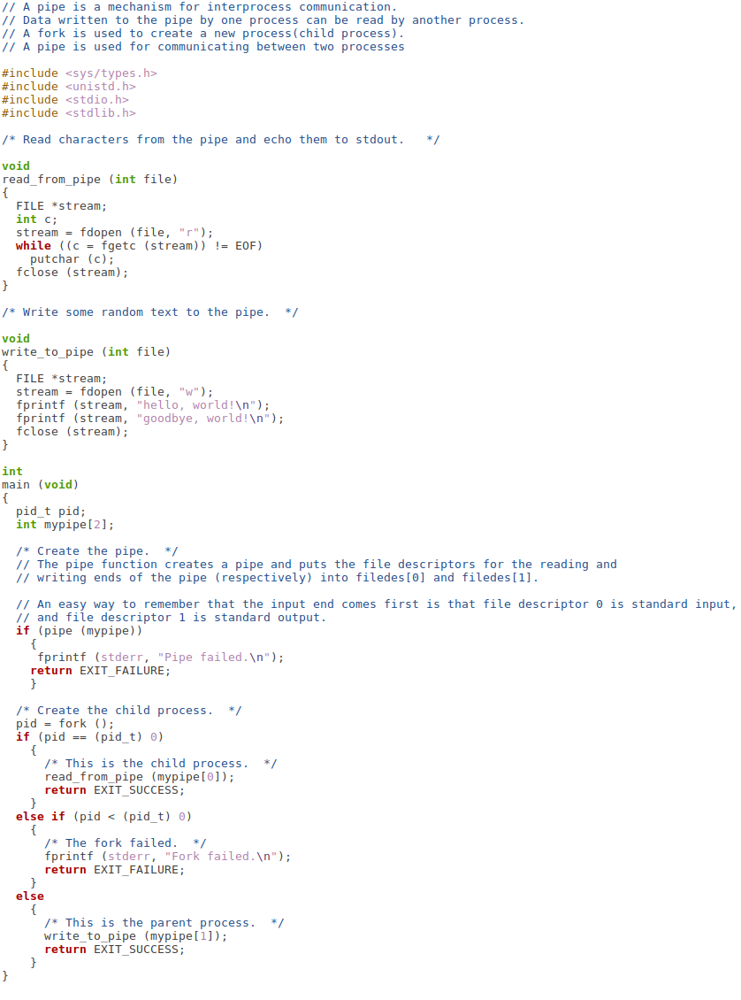 // A pipe is a mechanism for interprocess communication.
// Data written to the pipe by one process can be read by another process.
// A fork is used to create a new process(child process).
// A pipe is used for communicating between two processes

#include <sys/types.h>
#include <unistd.h>
#include <stdio.h>
#include <stdlib.h>

/* Read characters from the pipe and echo them to stdout.   */

void
read_from_pipe (int file)
{
  FILE *stream;
  int c;
  stream = fdopen (file, "r");
  while ((c = fgetc (stream)) != EOF)
    putchar (c);
  fclose (stream);
}

/* Write some random text to the pipe.  */

void
write_to_pipe (int file)
{
  FILE *stream;
  stream = fdopen (file, "w");
  fprintf (stream, "hello, world!\n");
  fprintf (stream, "goodbye, world!\n");
  fclose (stream);
}

int
main (void)
{
  pid_t pid;
  int mypipe[2];

  /* Create the pipe.  */
  // The pipe function creates a pipe and puts the file descriptors for the reading and
  // writing ends of the pipe (respectively) into filedes[0] and filedes[1].

  // An easy way to remember that the input end comes first is that file descriptor 0 is standard input,
  // and file descriptor 1 is standard output.
  if (pipe (mypipe))
    {
     fprintf (stderr, "Pipe failed.\n");
    return EXIT_FAILURE;
    }

  /* Create the child process.  */
  pid = fork ();
  if (pid == (pid_t) 0)
    {
      /* This is the child process.  */
      read_from_pipe (mypipe[0]);
      return EXIT_SUCCESS;
    }
  else if (pid < (pid_t) 0)
    {
      /* The fork failed.  */
      fprintf (stderr, "Fork failed.\n");
      return EXIT_FAILURE;
    }
  else
    {
      /* This is the parent process.  */
      write_to_pipe (mypipe[1]);
      return EXIT_SUCCESS;
    }
}